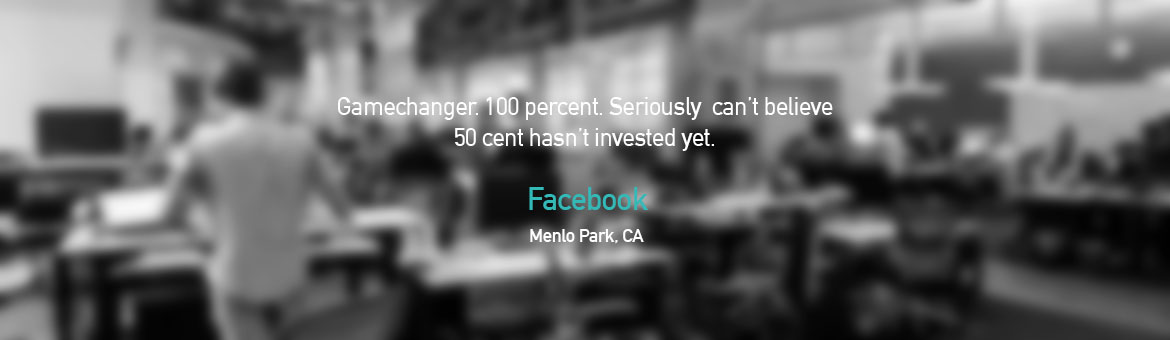 Gamechanger. 100 percent. Seriously  can't believe
50 cent hasn't invested yet.
Facebook
Menlo Park, CA